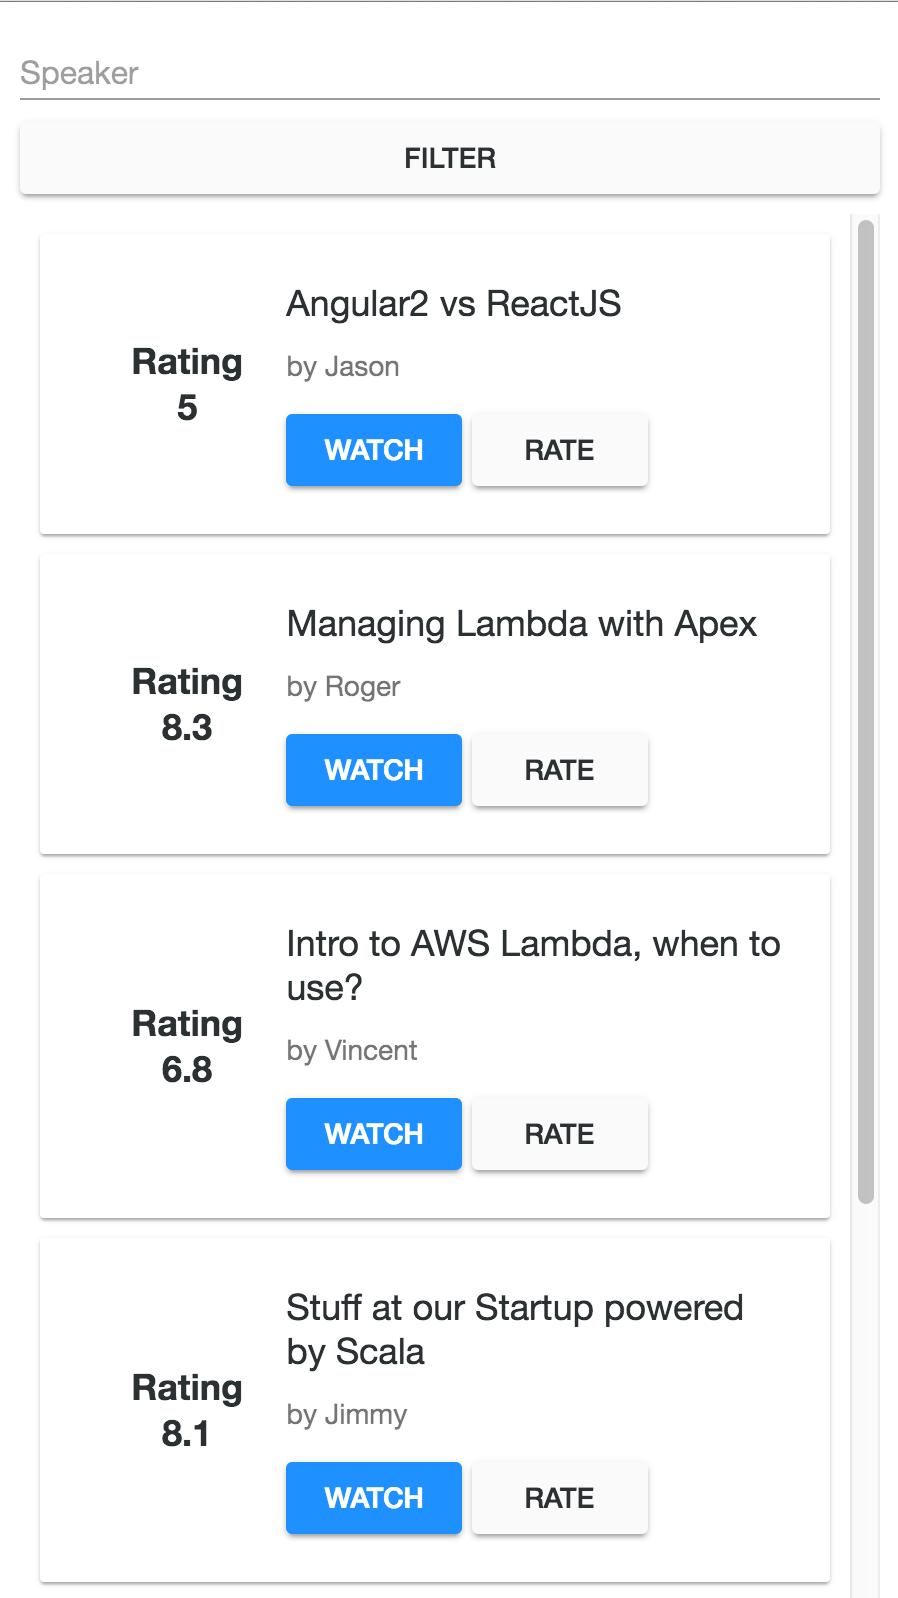 Speaker
FILTER
Angular2 vs ReactJS
by Jason
Rating
5
WATCH RATE
Managing Lambda with Apex
by Roger
Rating
8.3
WATCH RATE
Intro to AWS Lambda, when to
use?
by Vincent
Rating
6.8
WATCH RATE
Stuff at our Startup powered
by Scala
by Jimmy
Rating
8.1
WATCH RATE